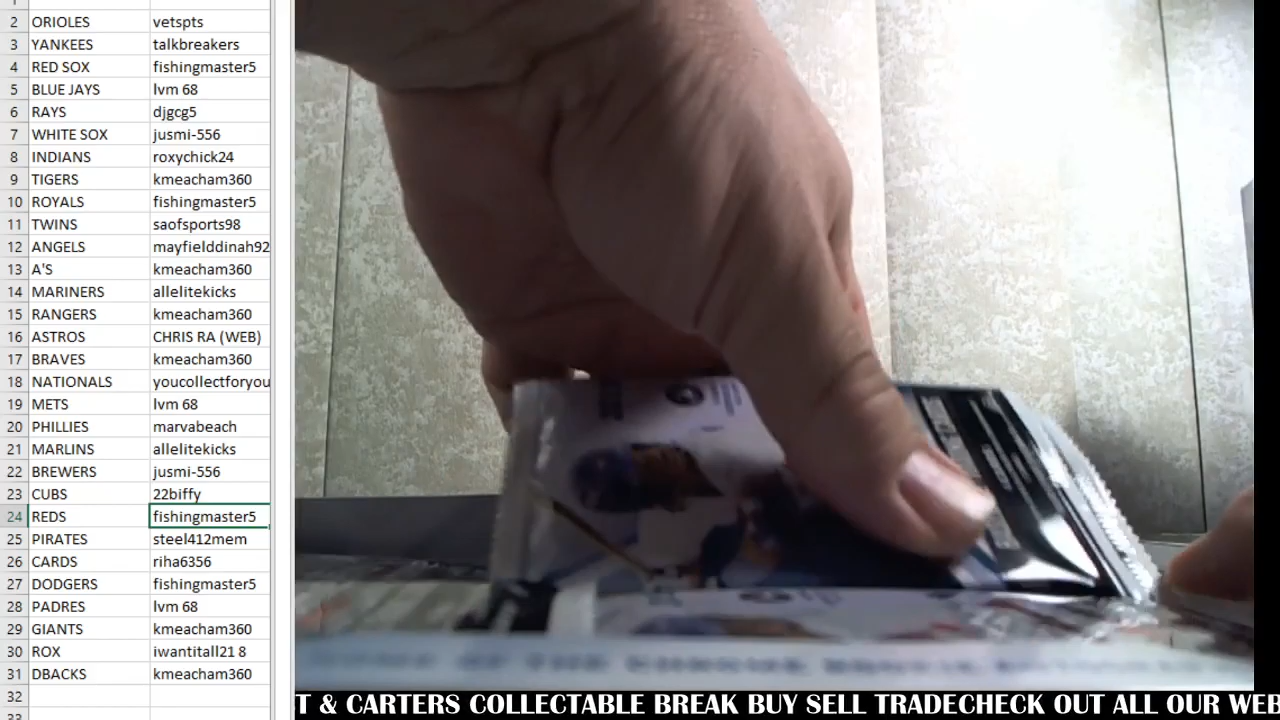 2 ORIOLES vetspts
3 YANKEES talkbreakers
4 RED SOX fishingmaster5
5 BLUE JAYS lvm 68
6 RAYS djgcg5
7 WHITE SOX jusmi-556
8 INDIANS roxychick24
9 TIGERS kmeacham360
10 ROYALS fishingmaster5
11 TWINS saofsports98
12 ANGELS mayfielddinah92
13 A'S kmeacham360
14 MARINERS allelitekicks
15 RANGERS kmeacham360
16 ASTROS CHRIS RA (WEB)
17 BRAVES kmeacham360
18 NATIONALS youcollectforyou
19 METS lvm 68
20 PHILLIES marvabeach
21 MARLINS allelitekicks
22 BREWERS jusmi-556
23 CUBS 22biffy
24 REDS fishingmaster5
25 PIRATES steel412mem
26 CARDS riha6356
27 DODGERS fishingmaster5
28 PADRES lvm 68
29 GIANTS kmeacham360
30 ROX iwantitall21 8
31 DBACKS kmeacham360
32
33
T & CARTERS COLLECTABLE BREAK BUY SELL TRADECHECK OUT ALL OUR WEB